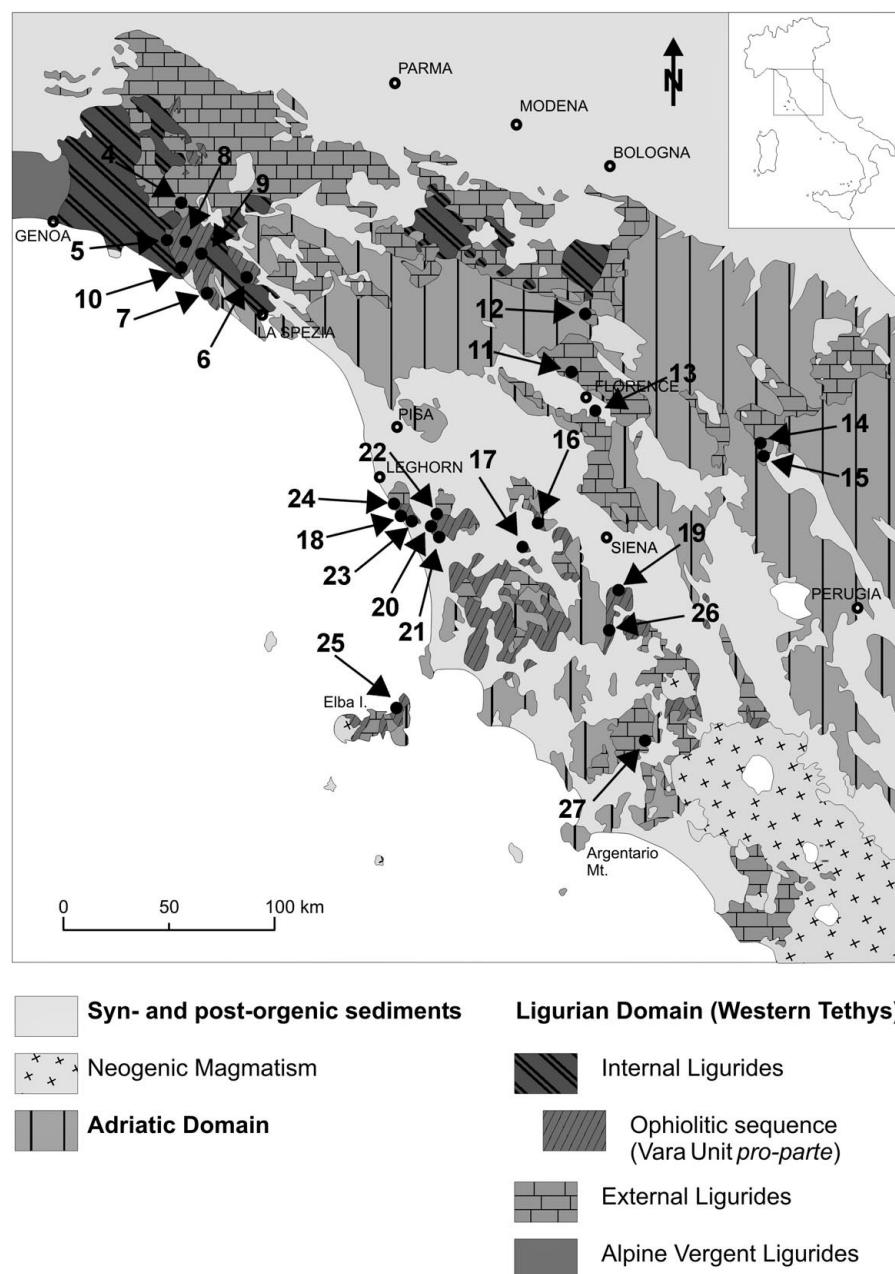 PARMA
N
MODENA
BOLOGNA
4
8
9
GENOA
5
10
7
6
LA SPEZIA
12
11
FLORENCE
13
PISA
14
15
22
LEGHORN
17
16
24
18
23
20
21
SIENA
19
PERUGIA
26
25
Elba I.
27
Argentario
Mt.
0
50
100 km
Syn- and post-orgenic sediments
Neogenic Magmatism
Adriatic Domain
Ligurian Domain (Western Tethys)
Internal Ligurides
Ophiolitic sequence
(Vara Unit pro-parte)
External Ligurides
Alpine Vergent Ligurides